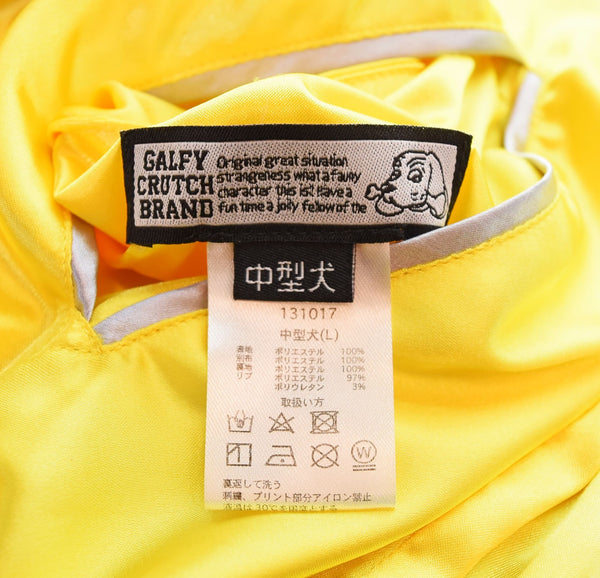 GALFY
CRUTCH
BRAND
Original great situation
strangeness what a fauny
character this is! Have a
fun time a jolly fellow of the
中型犬
131017
中型犬(L)
表地 ポリエステル 100%
別布 ポリエステル 100%
裏地 ポリエステル 100%
リブ ポリエステル 97%
ポリウレタン 3%
取扱い方
W
裏返して洗う
刺繍、プリント部分アイロン禁止